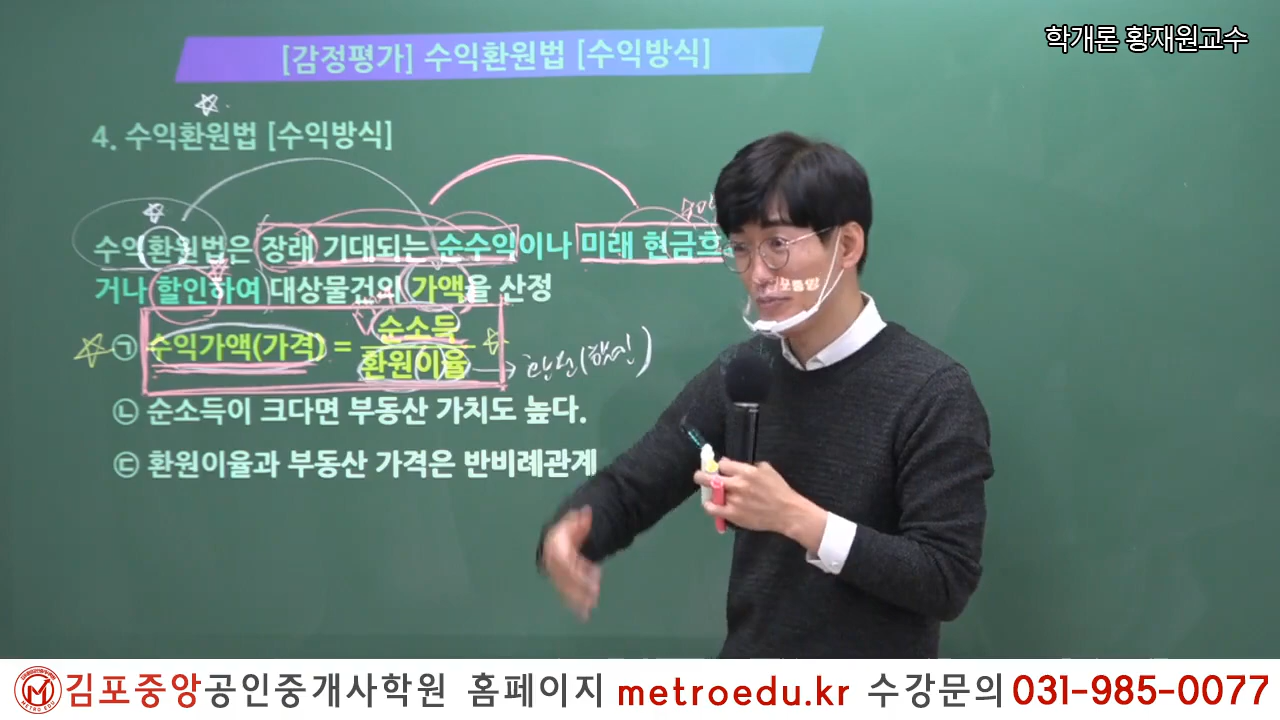 학개론 황재원교수
[감정평가] 수익환원법 [수익방식]
4. 수익환원법 [수익방식]
수익환원법은 장래 기대되는 순수익이나 미래 현금흐
거나 할인하여 대상물건의 가액을 산정
㉠ 수익가액(가격) = 순소득
환원이율
㉡ 순소득이 크다면 부동산 가치도 높다.
㉢ 환원이율과 부동산 가격은 반비례관계
METRO EDU
김포중앙공인중개사학원 홈페이지 metroedu.kr 수강문의 031-985-0077